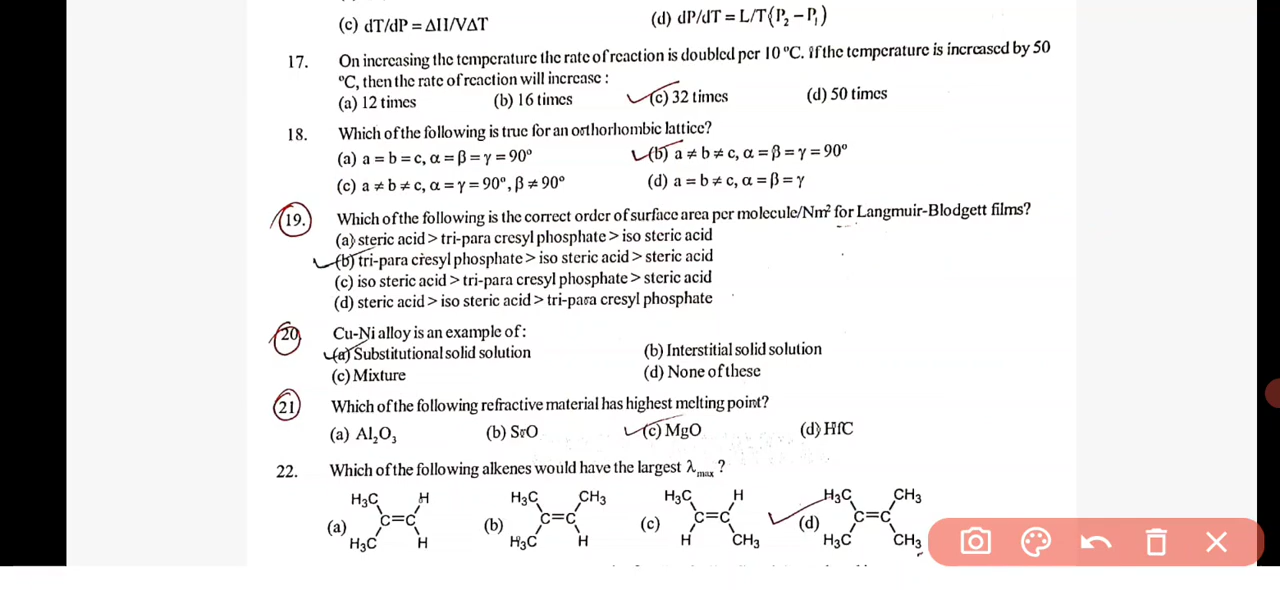 (c) dT/dP = ΔH/VΔT (d) dP/dT = L/T(P₂ – P₁)
17. On increasing the temperature the rate of reaction is doubled per 10 ºC. If the temperature is increased by 50
ºC, then the rate of reaction will increase :
(a) 12 times (b) 16 times (c) 32 times (d) 50 times
18. Which of the following is true for an orthorhombic lattice?
(a) a = b = c, α = β = γ = 90º (b) a ≠ b ≠ c, α = β = γ = 90º
(c) a ≠ b ≠ c, α = γ = 90º, β ≠ 90º (d) a = b ≠ c, α = β = γ
19. Which of the following is the correct order of surface area per molecule/Nm² for Langmuir-Blodgett films?
(a) steric acid > tri-para cresyl phosphate > iso steric acid
(b) tri-para cresyl phosphate > iso steric acid > steric acid
(c) iso steric acid > tri-para cresyl phosphate > steric acid
(d) steric acid > iso steric acid > tri-para cresyl phosphate
20. Cu-Ni alloy is an example of :
(a) Substitutional solid solution (b) Interstitial solid solution
(c) Mixture (d) None of these
21 Which of the following refractive material has highest melting point?
(a) Al₂O₃ (b) SrO (c) MgO (d) HfC
22. Which of the following alkenes would have the largest λmax ?
H₃C H H₃C CH₃ H₃C H H₃C CH₃
(a) C=C (b) C=C (c) C=C (d) C=C
H₃C H H₃C H H CH₃ H₃C CH₃